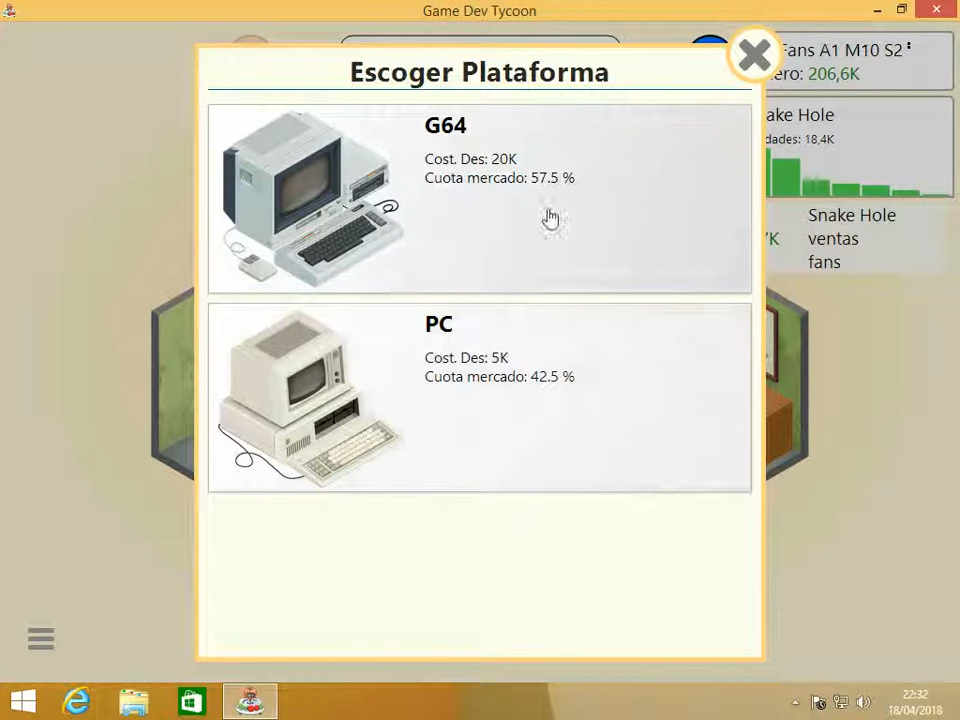 Game Dev Tycoon
Escoger Plataforma
ans A1 M10 S2
ero: 206,6K
G64
Cost. Des: 20K
Cuota mercado: 57.5 %
ake Hole
dades: 18,4K
Snake Hole
ventas
fans
K
PC
Cost. Des: 5K
Cuota mercado: 42.5 %
22:32
18/04/2018